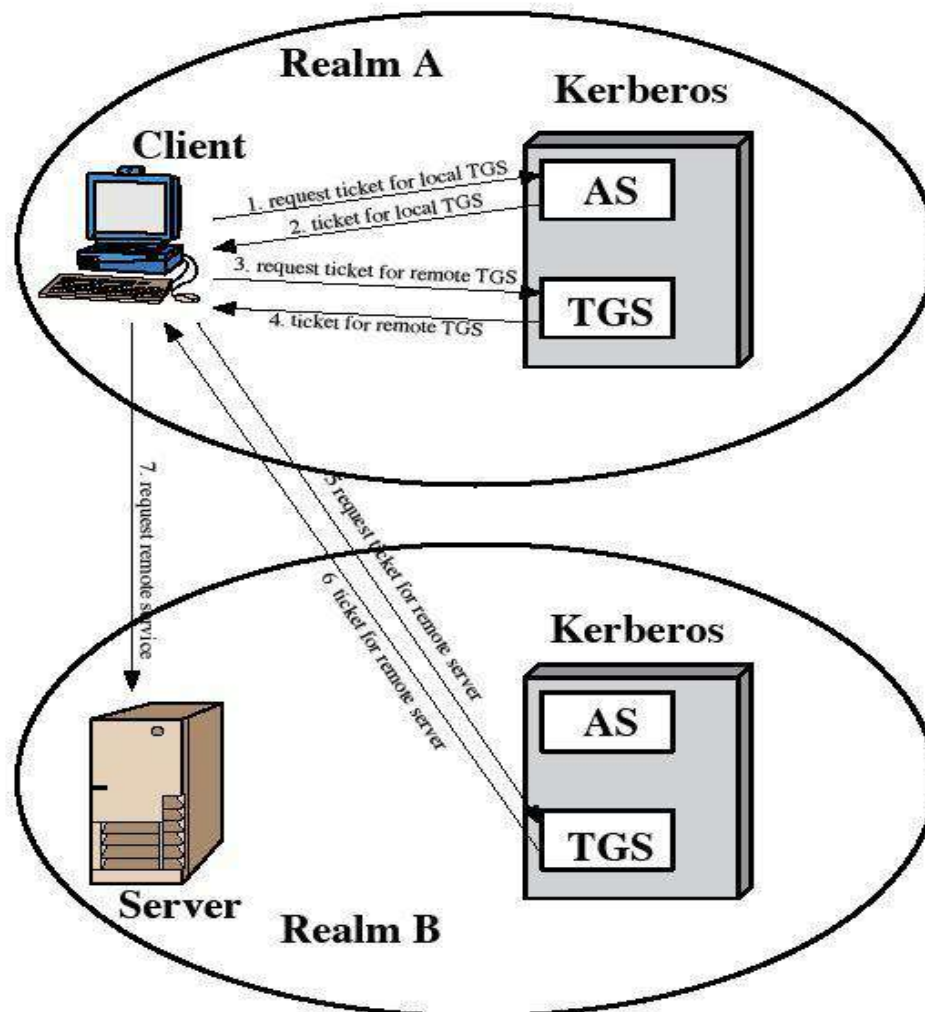 Realm A
Kerberos
Client
1. request ticket for local TGS
AS
2. ticket for local TGS
3. request ticket for remote TGS
TGS
4. ticket for remote TGS
7. request remote service
5 request ticket for remote server
6 ticket for remote server
Kerberos
AS
TGS
Server
Realm B